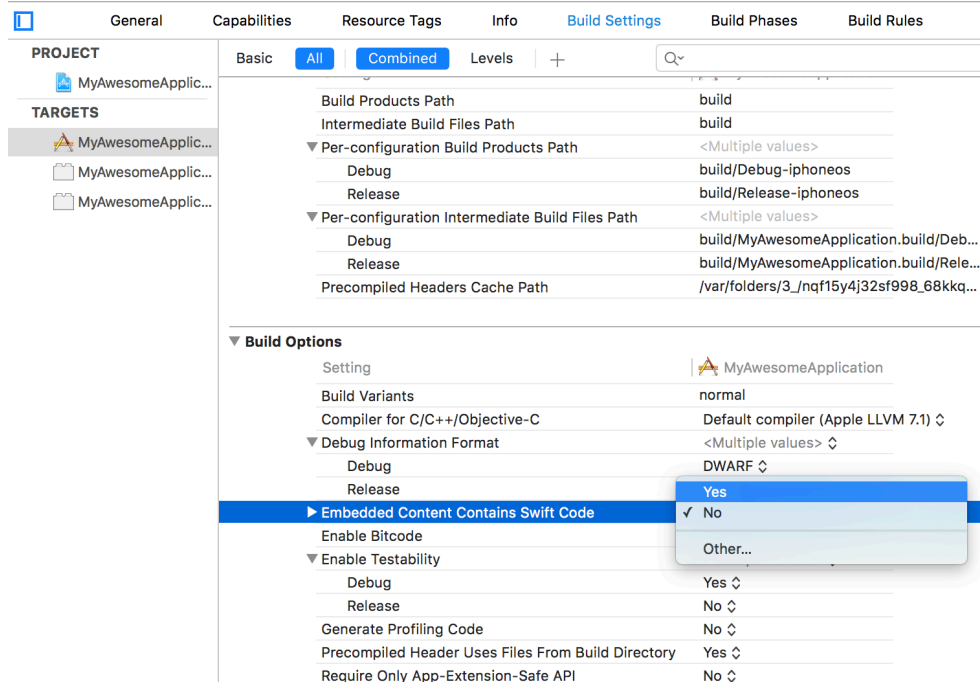 General Capabilities Resource Tags Info Build Settings Build Phases Build Rules
PROJECT
MyAwesomeApplic...
TARGETS
MyAwesomeApplic...
MyAwesomeApplic...
MyAwesomeApplic...
Basic All Combined Levels
Build Products Path build
Intermediate Build Files Path build
Per-configuration Build Products Path <Multiple values>
Debug build/Debug-iphoneos
Release build/Release-iphoneos
Per-configuration Intermediate Build Files Path <Multiple values>
Debug build/MyAwesomeApplication.build/Deb...
Release build/MyAwesomeApplication.build/Rele...
Precompiled Headers Cache Path /var/folders/3_/nqf15y4j32sf998_68kkq...
Build Options
Setting MyAwesomeApplication
Build Variants normal
Compiler for C/C++/Objective-C Default compiler (Apple LLVM 7.1)
Debug Information Format <Multiple values>
Debug DWARF
Release
Yes
Embedded Content Contains Swift Code No
Enable Bitcode
Other...
Enable Testability
Debug Yes
Release No
Generate Profiling Code No
Precompiled Header Uses Files From Build Directory Yes
Require Only App-Extension-Safe API No